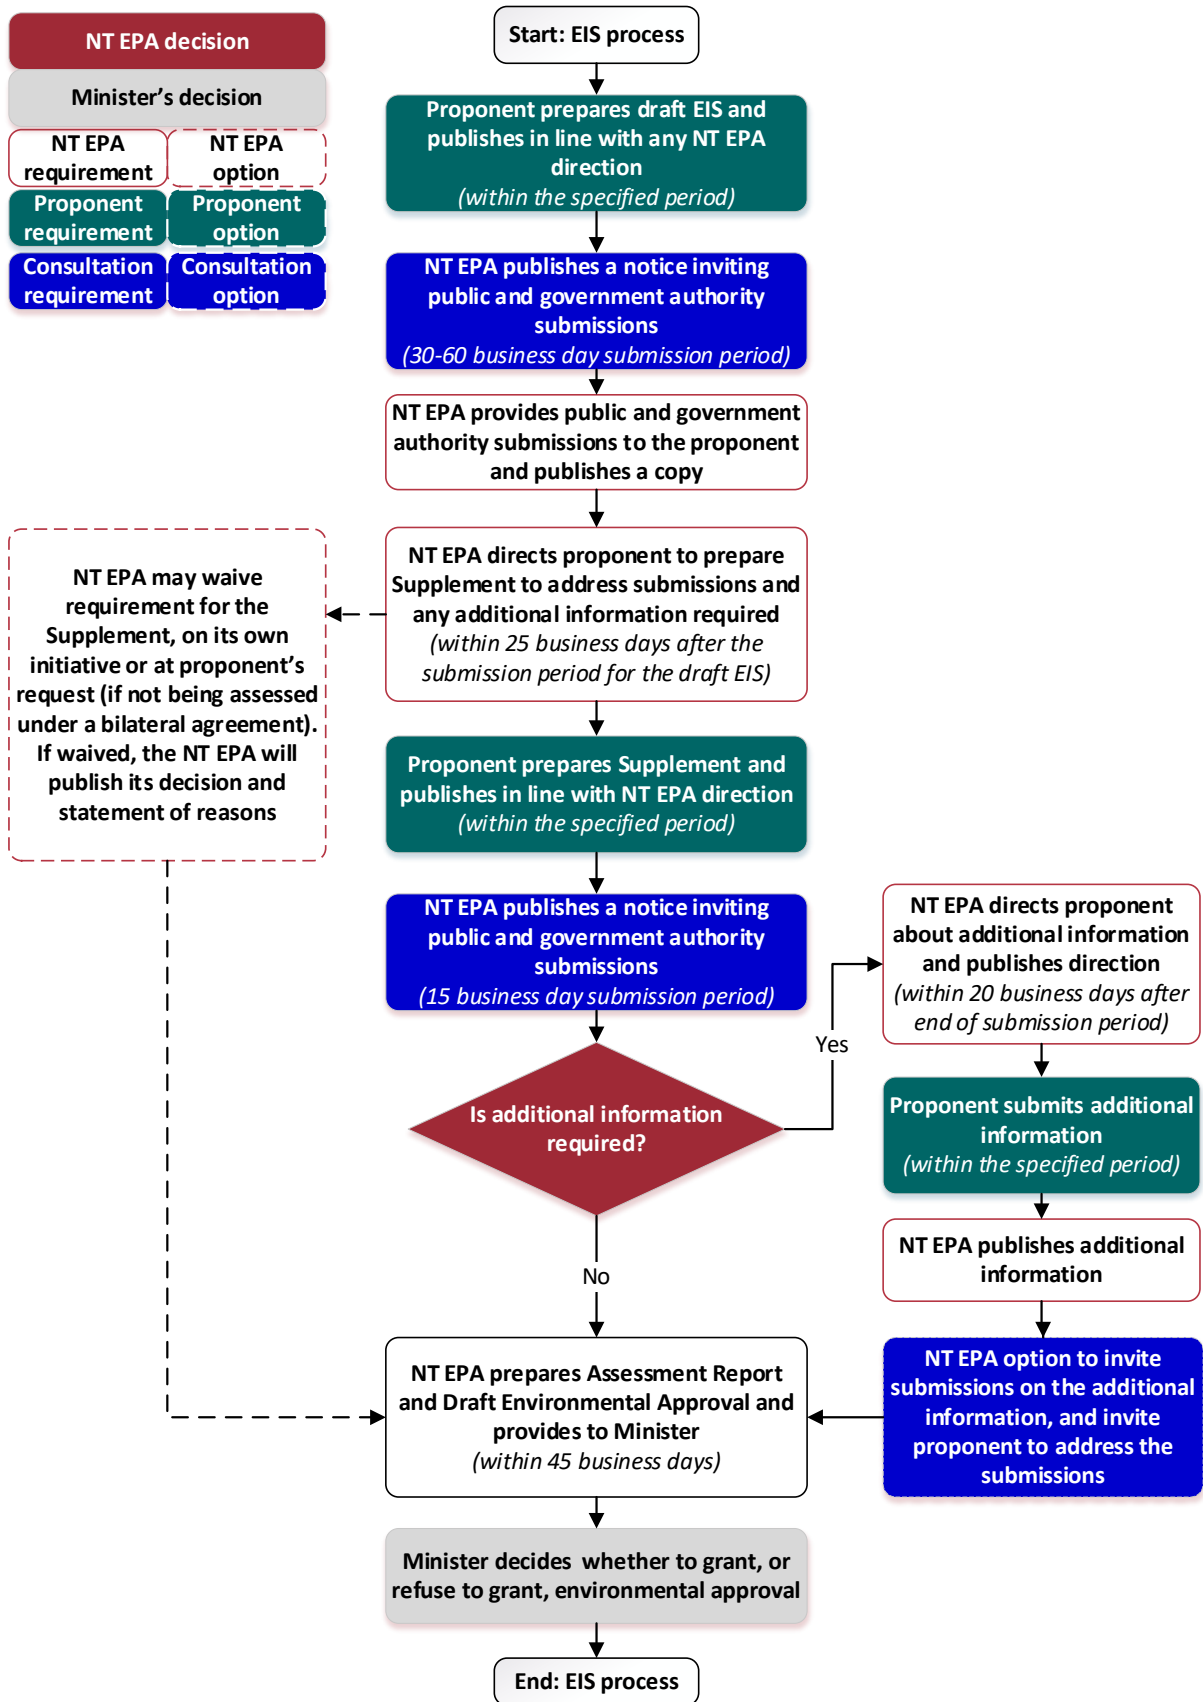 NT EPA decision
Minister's decision
NT EPA
requirement
NT EPA
option
Proponent
requirement
Proponent
option
Consultation
requirement
Consultation
option
Start: EIS process
Proponent prepares draft EIS and
publishes in line with any NT EPA
direction
(within the specified period)
NT EPA publishes a notice inviting
public and government authority
submissions
(30-60 business day submission period)
NT EPA provides public and government
authority submissions to the proponent
and publishes a copy
NT EPA directs proponent to prepare
Supplement to address submissions and
any additional information required
(within 25 business days after the
submission period for the draft EIS)
NT EPA may waive
requirement for the
Supplement, on its own
initiative or at proponent's
request (if not being assessed
under a bilateral agreement).
If waived, the NT EPA will
publish its decision and
statement of reasons
Proponent prepares Supplement and
publishes in line with NT EPA direction
(within the specified period)
NT EPA publishes a notice inviting
public and government authority
submissions
(15 business day submission period)
Is additional information
required?
Yes
NT EPA directs proponent
about additional information
and publishes direction
(within 20 business days after
end of submission period)
Proponent submits additional
information
(within the specified period)
NT EPA publishes additional
information
NT EPA option to invite
submissions on the additional
information, and invite
proponent to address the
submissions
No
NT EPA prepares Assessment Report
and Draft Environmental Approval and
provides to Minister
(within 45 business days)
Minister decides whether to grant, or
refuse to grant, environmental approval
End: EIS process